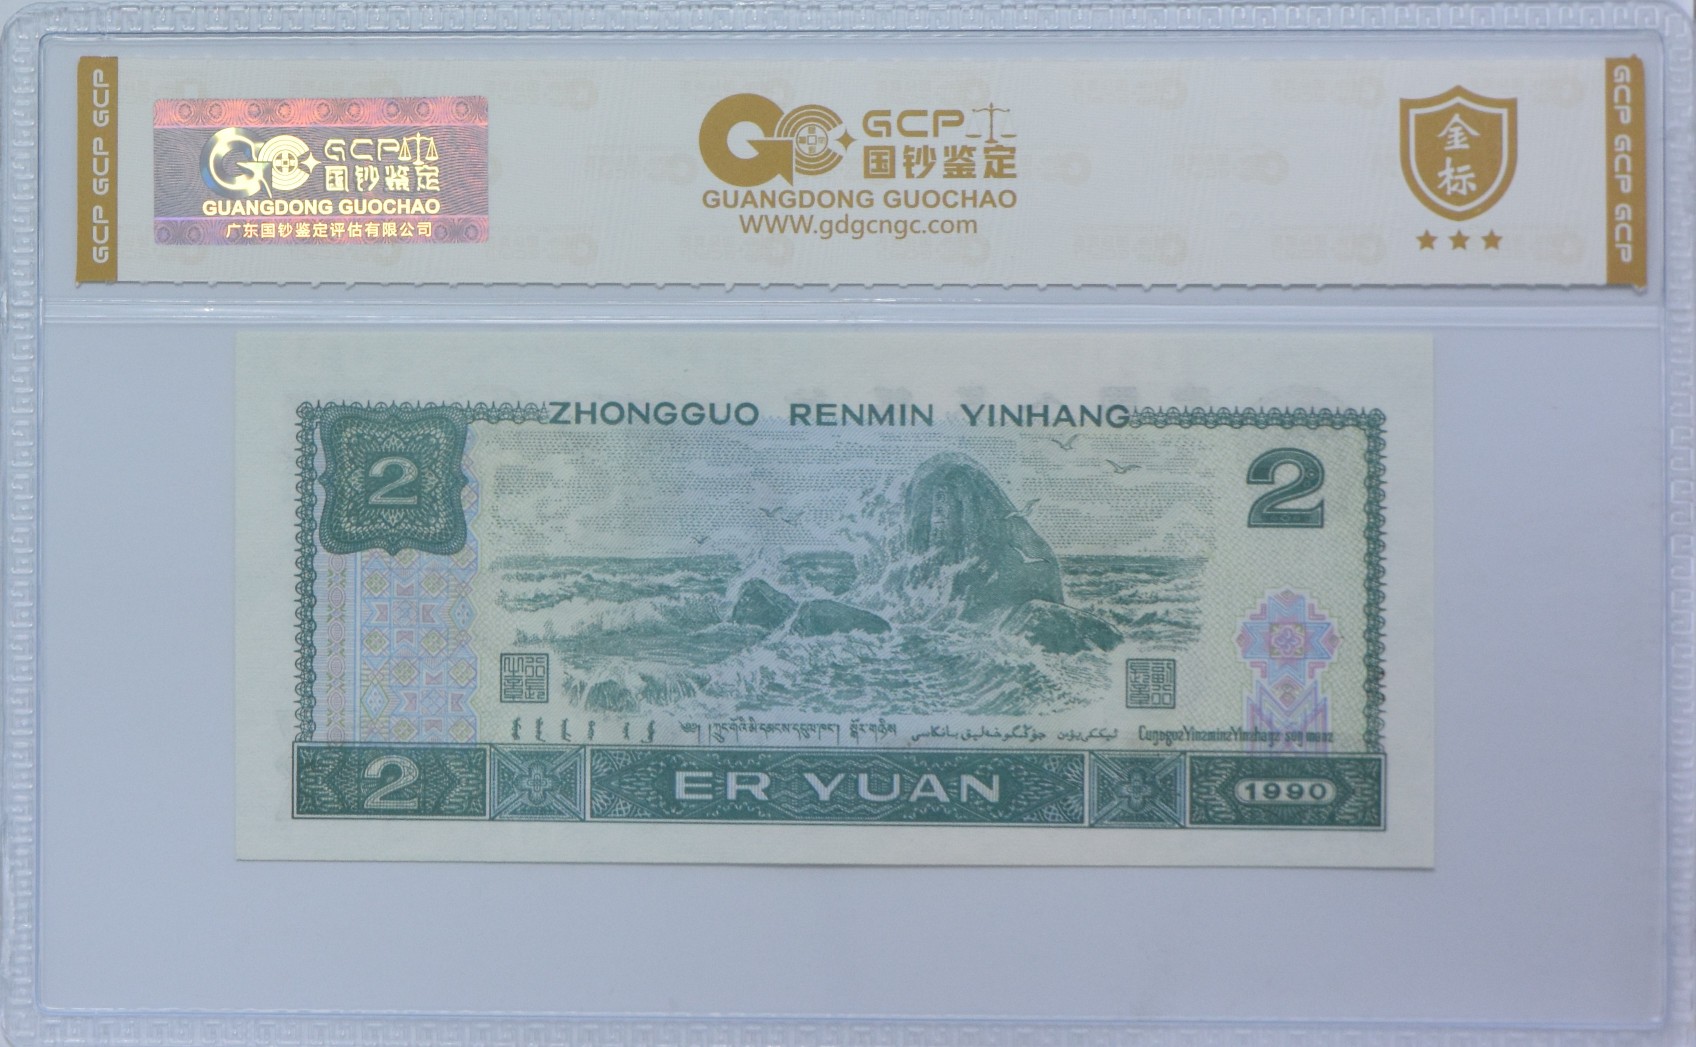 GCP GCP GCP
GCP
国钞鉴定
GUANGDONG GUOCHAO
广东国钞鉴定评估有限公司
GCP
国钞鉴定
GUANGDONG GUOCHAO
WWW.gdgcngc.com
金
标
GCP GCP GCP
ZHONGGUO RENMIN YINHANG
2
2
2
ER YUAN
1990